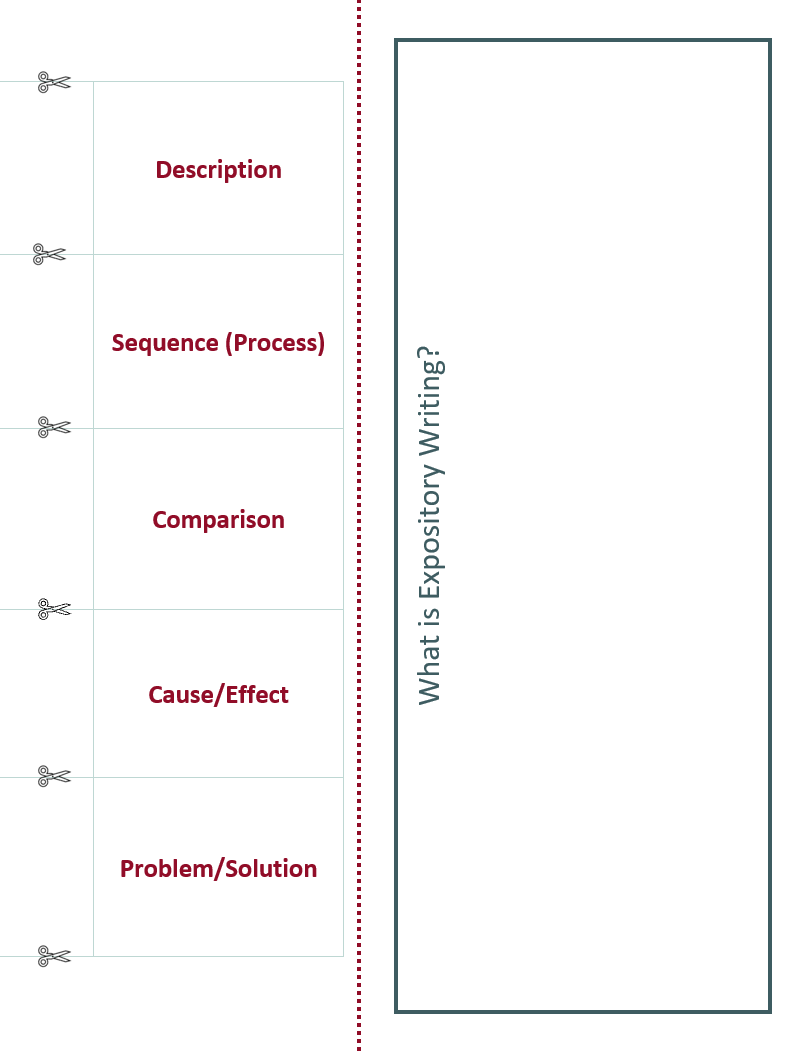 Description
Sequence (Process)
Comparison
Cause/Effect
Problem/Solution
What is Expository Writing?